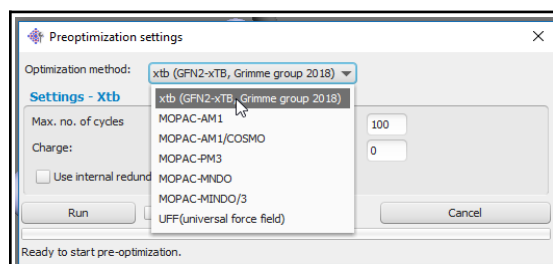 Preoptimization settings
Optimization method: xtb (GFN2-xTB, Grimme group 2018)
Settings - Xtb
xtb (GFN2-xTB, Grimme group 2018)
Max. no. of cycles 100
MOPAC-AM1
MOPAC-AM1/COSMO
Charge: 0
MOPAC-PM3
Use internal redund
MOPAC-MNDO
MOPAC-MINDO/3
Run Cancel
UFF(universal force field)
Ready to start pre-optimization.